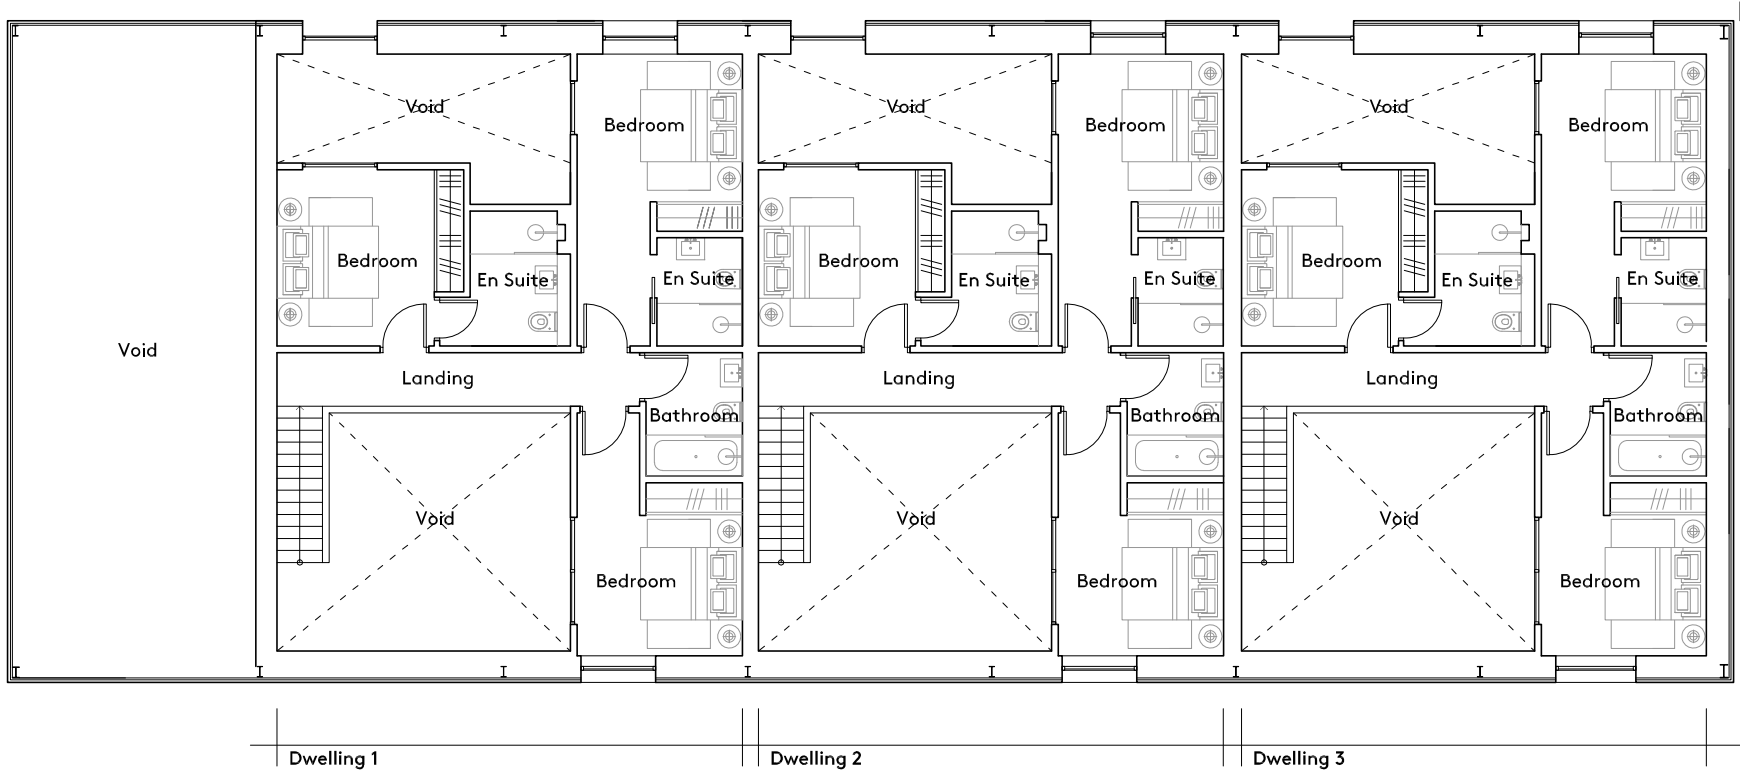 Void Void Void
Bedroom Bedroom Bedroom
Bedroom Bedroom Bedroom
En Suite En Suite En Suite En Suite En Suite En Suite
Void
Landing Landing Landing
Bathroom Bathroom Bathroom
Void Void Void
Bedroom Bedroom Bedroom
Dwelling 1 Dwelling 2 Dwelling 3